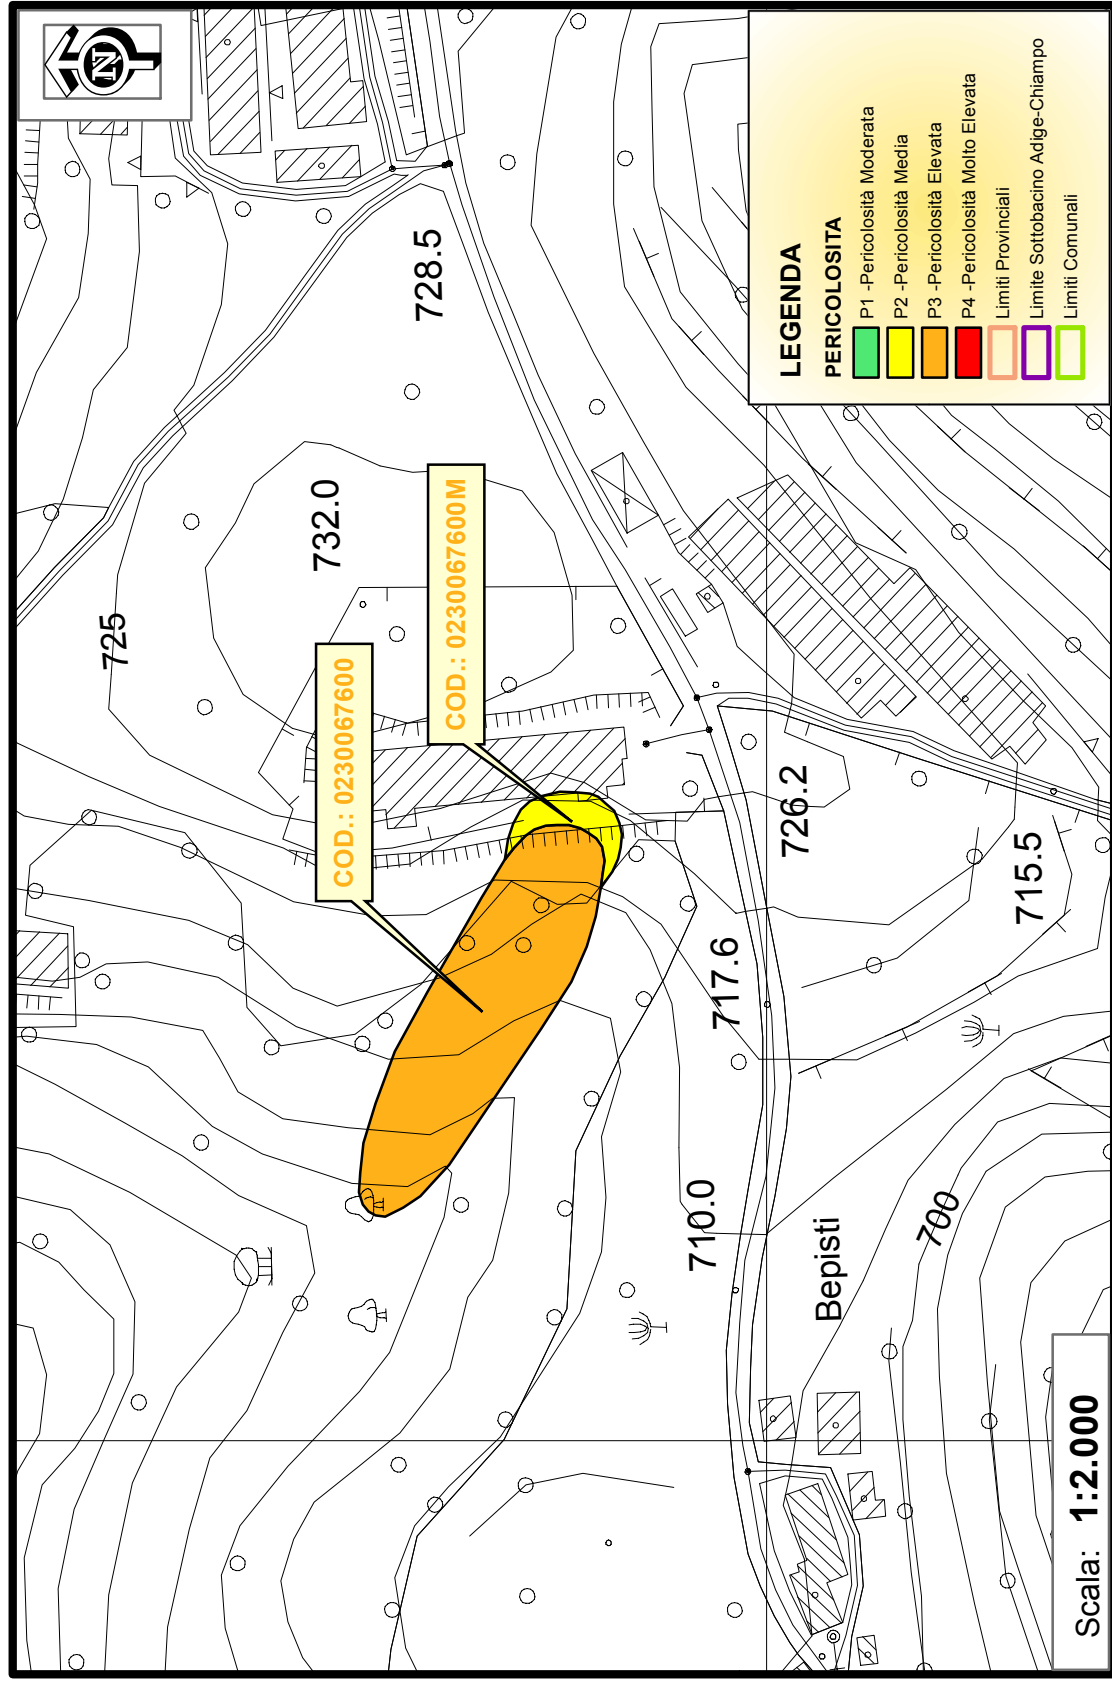 N
725
732.0
728.5
COD.: 0230067600
COD.: 0230067600M
726.2
715.5
717.6
710.0
700
Bepisti
LEGENDA
PERICOLOSITA
P1 -Pericolosità Moderata
P2 -Pericolosità Media
P3 -Pericolosità Elevata
P4 -Pericolosità Molto Elevata
Limiti Provinciali
Limite Sottobacino Adige-Chiampo
Limiti Comunali
Scala: 1:2.000